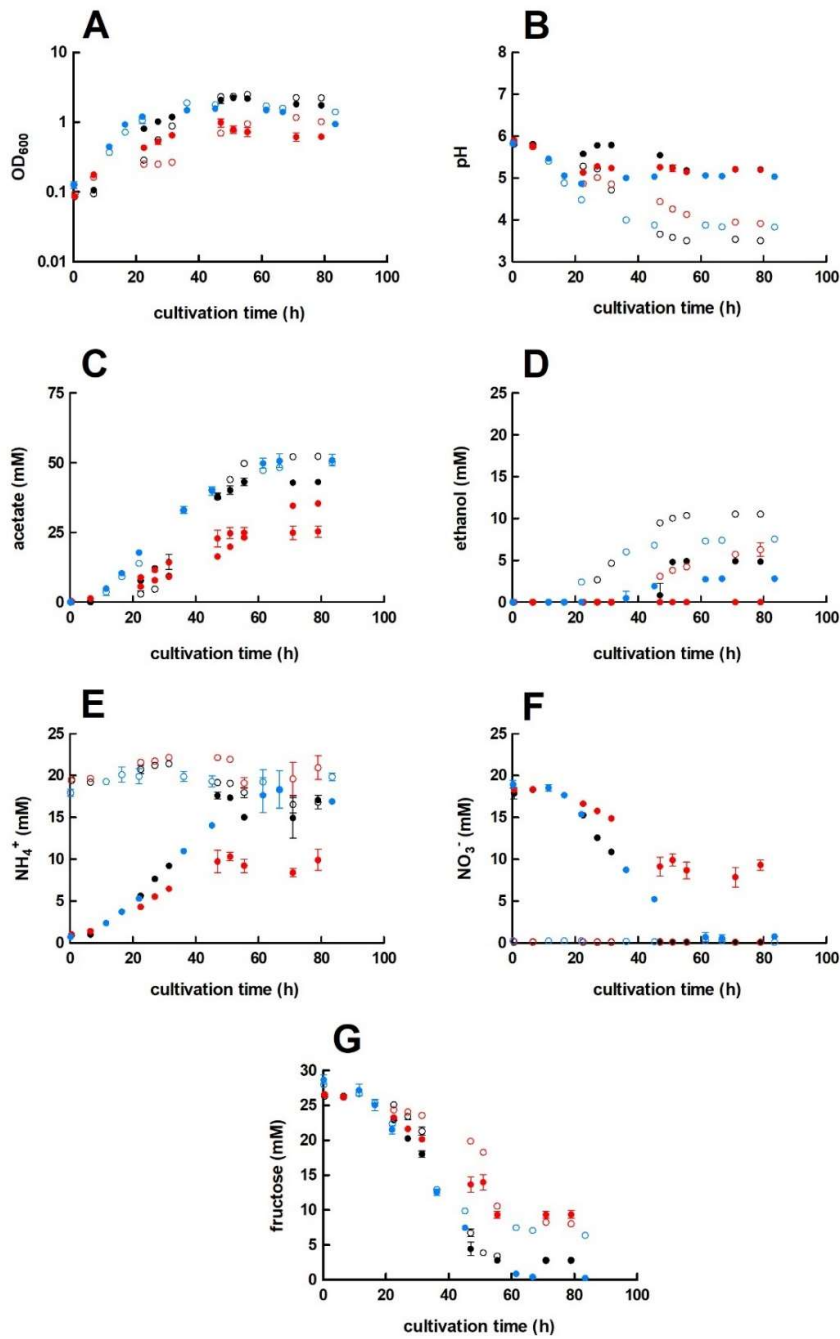 A
B
10
1
0.1
0.01
OD600
0 20 40 60 80 100
cultivation time (h)
8
7
6
5
4
3
pH
0 20 40 60 80 100
cultivation time (h)
C
D
75
50
25
0
acetate (mM)
0 20 40 60 80 100
cultivation time (h)
25
20
15
10
5
0
ethanol (mM)
0 20 40 60 80 100
cultivation time (h)
E
F
25
20
15
10
5
0
NH4+ (mM)
0 20 40 60 80 100
cultivation time (h)
25
20
15
10
5
0
NO3- (mM)
0 20 40 60 80 100
cultivation time (h)
G
30
25
20
15
10
5
0
fructose (mM)
0 20 40 60 80 100
cultivation time (h)